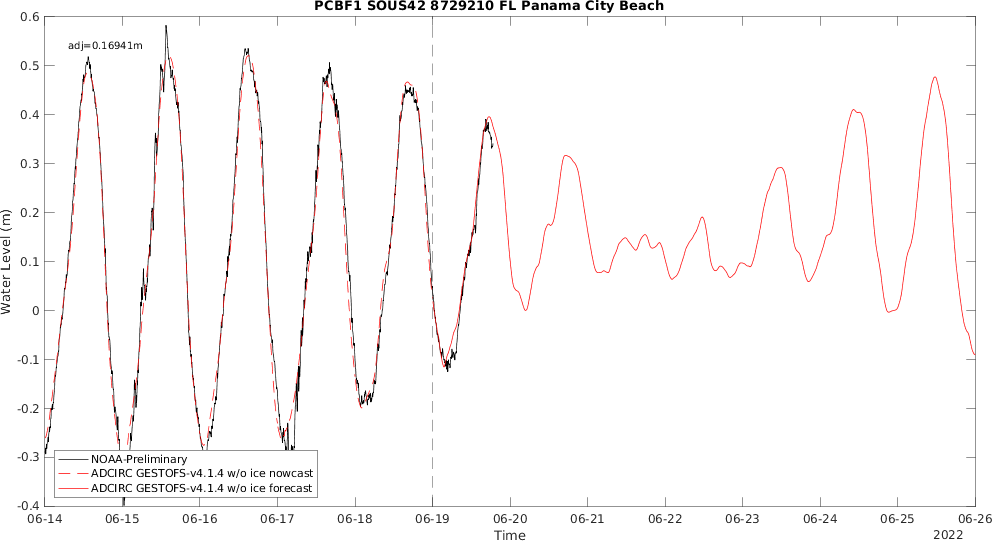 PCBF1 SOUS42 8729210 FL Panama City Beach
adj=0.16941m
0.6
0.5
0.4
0.3
0.2
0.1
0
-0.1
-0.2
-0.3
-0.4
Water Level (m)
NOAA-Preliminary
ADCIRC GESTOFS-v4.1.4 w/o ice nowcast
ADCIRC GESTOFS-v4.1.4 w/o ice forecast
06-14 06-15 06-16 06-17 06-18 06-19 06-20 06-21 06-22 06-23 06-24 06-25 06-26
Time
2022